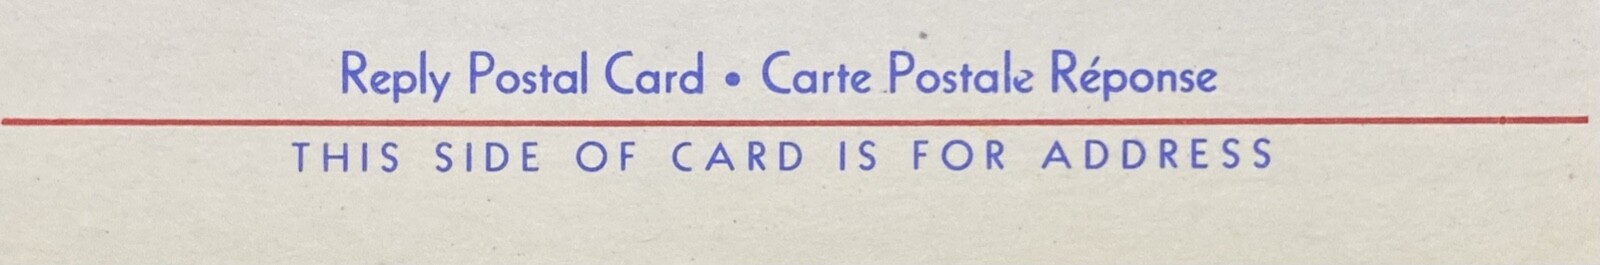 Reply Postal Card • Carte Postale Réponse
THIS SIDE OF CARD IS FOR ADDRESS